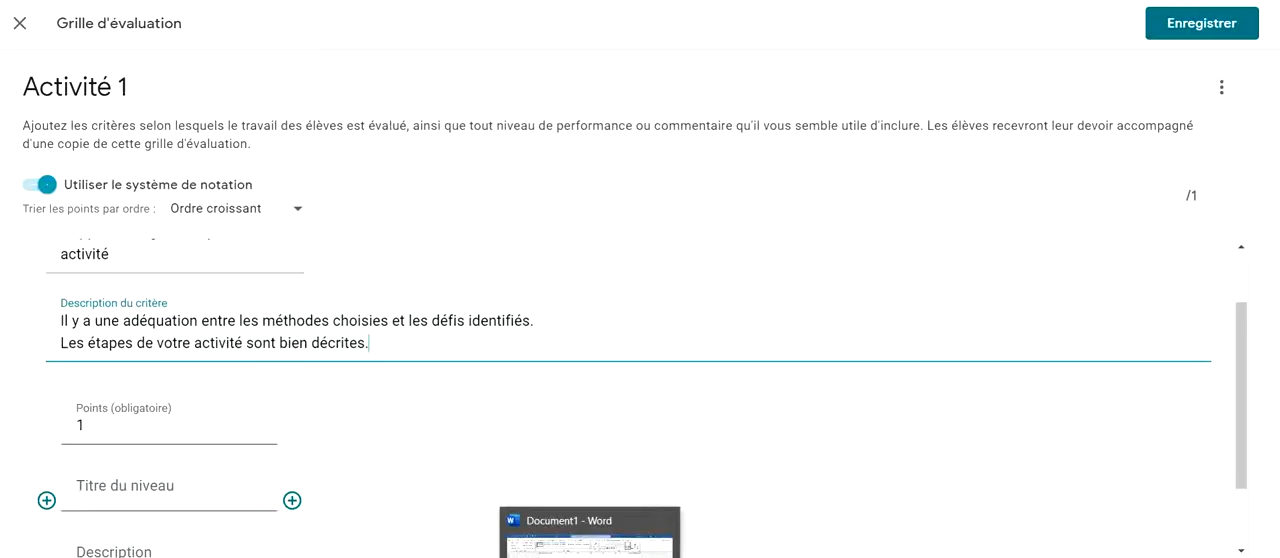 Grille d'évaluation
Enregistrer
Activité 1
Ajoutez les critères selon lesquels le travail des élèves est évalué, ainsi que tout niveau de performance ou commentaire qu'il vous semble utile d'inclure. Les élèves recevront leur devoir accompagné
d'une copie de cette grille d'évaluation.
Utiliser le système de notation
/1
Trier les points par ordre : Ordre croissant
activité
Description du critère
Il y a une adéquation entre les méthodes choisies et les défis identifiés.
Les étapes de votre activité sont bien décrites.
Points (obligatoire)
1
Titre du niveau
Document1 - Word
Description